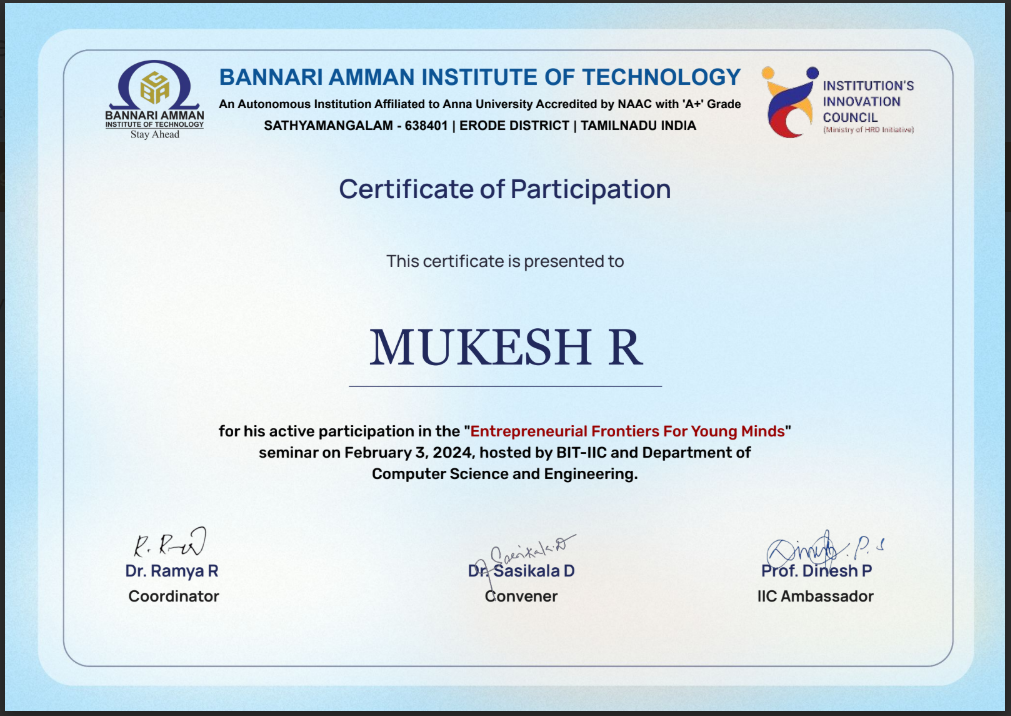 BANNARI AMMAN
INSTITUTE OF TECHNOLOGY
Stay Ahead
BANNARI AMMAN INSTITUTE OF TECHNOLOGY
An Autonomous Institution Affiliated to Anna University Accredited by NAAC with 'A+' Grade
SATHYAMANGALAM - 638401 | ERODE DISTRICT | TAMILNADU INDIA
INSTITUTION'S
INNOVATION
COUNCIL
(Ministry of HRD Initiative)
Certificate of Participation
This certificate is presented to
MUKESH R
for his active participation in the "Entrepreneurial Frontiers For Young Minds"
seminar on February 3, 2024, hosted by BIT-IIC and Department of
Computer Science and Engineering.
Dr. Ramya R
Coordinator
Dr. Sasikala D
Convener
Prof. Dinesh P
IIC Ambassador